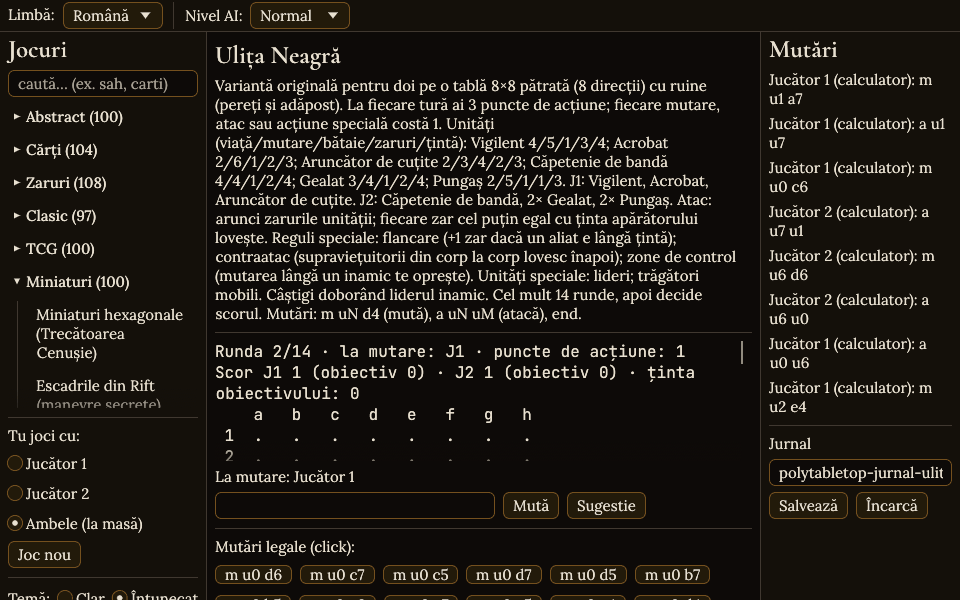 Limbă: Română ▼ Nivel AI: Normal ▼
Jocuri
caută... (ex. sah, carti)
▸ Abstract (100)
▸ Cărți (104)
▸ Zaruri (108)
▸ Clasic (97)
▸ TCG (100)
▾ Miniaturi (100)
Miniaturi hexagonale
(Trecătoarea
Cenușie)
Escadrile din Rift
(manevre secrete)
Tu joci cu:
Jucător 1
Jucător 2
Ambele (la masă)
Joc nou
Temă: Clar Întunecat
Ulița Neagră
Variantă originală pentru doi pe o tablă 8×8 pătrată (8 direcții) cu ruine
(pereți și adăpost). La fiecare tură ai 3 puncte de acțiune; fiecare mutare,
atac sau acțiune specială costă 1. Unități
(viață/mutare/bătaie/zaruri/țintă): Vigilent 4/5/1/3/4; Acrobat
2/6/1/2/3; Aruncător de cuțite 2/3/4/2/3; Căpetenie de bandă
4/4/1/2/4; Gealat 3/4/1/2/4; Pungaș 2/5/1/1/3. J1: Vigilent, Acrobat,
Aruncător de cuțite. J2: Căpetenie de bandă, 2× Gealat, 2× Pungaș. Atac:
arunci zarurile unității; fiecare zar cel puțin egal cu ținta apărătorului
lovește. Reguli speciale: flancare (+1 zar dacă un aliat e lângă țintă);
contraatac (supraviețuitorii din corp la corp lovesc înapoi); zone de control
(mutarea lângă un inamic te oprește). Unități speciale: lideri; trăgători
mobili. Câștigi doborând liderul inamic. Cel mult 14 runde, apoi decide
scorul. Mutări: m uN d4 (mută), a uN uM (atacă), end.
Runda 2/14 · la mutare: J1 · puncte de acțiune: 1
Scor J1 1 (obiectiv 0) · J2 1 (obiectiv 0) · ținta
obiectivului: 0
a b c d e f g h
1 . . . . . . . .
2 . . . . . . . .
La mutare: Jucător 1
Mută Sugestie
Mutări legale (click):
m u0 d6 m u0 c7 m u0 c5 m u0 d7 m u0 d5 m u0 b7
Mutări
Jucător 1 (calculator): m
u1 a7
Jucător 1 (calculator): a u1
u7
Jucător 1 (calculator): m
u0 c6
Jucător 2 (calculator): a
u7 u1
Jucător 2 (calculator): m
u6 d6
Jucător 2 (calculator): a
u6 u0
Jucător 1 (calculator): a
u0 u6
Jucător 1 (calculator): m
u2 e4
Jurnal
polytabletop-jurnal-ulit
Salvează Încarcă